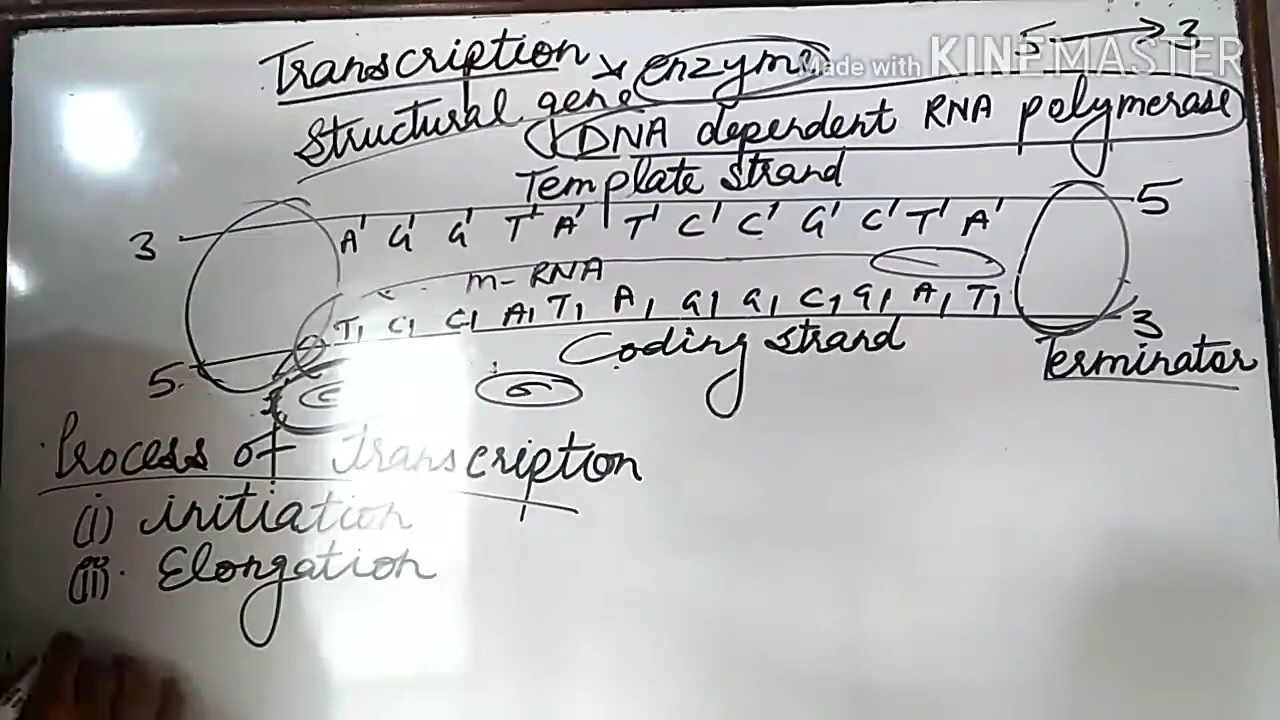 Transcription
enzyme
5 → 3
Made with KINEMASTER
Structural gene
DNA dependent RNA polymerase
Template strand
3 5
A G G T A T C C G C T A
m-RNA
T C C A T A G G C G A T
5 3
Coding strand
Terminator
σ
Process of Transcription
(i) initiation
(ii) Elongation